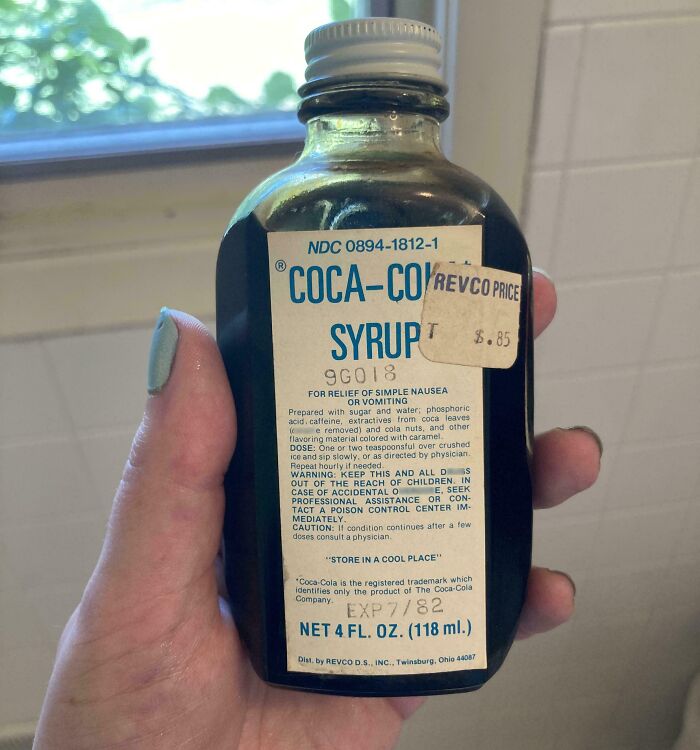 NDC 0894-1812-1
® COCA-
SYRUP
REVCO PRICE
T $.85
9G018
FOR RELIEF OF SIMPLE NAUSEA
OR VOMITING
Prepared with sugar and water; phosphoric
acid, caffeine, extractives from coca leaves
( removed) and cola nuts, and other
flavoring material colored with caramel.
DOSE: One or two teaspoonsful over crushed
ice and sip slowly, or as directed by physician.
Repeat hourly if needed.
WARNING: KEEP THIS AND ALL
OUT OF THE REACH OF CHILDREN. IN
CASE OF ACCIDENTAL SEEK
PROFESSIONAL ASSISTANCE OR CON-
TACT A POISON CONTROL CENTER IM-
MEDIATELY.
CAUTION: If condition continues after a few
doses consult a physician.
"STORE IN A COOL PLACE"
*Coca-Cola is the registered trademark which
identifies only the product of The Coca-Cola
Company.
EXP 7/82
NET 4 FL. OZ. (118 ml.)
Dist. by REVCO D.S., INC., Twinsburg, Ohio 44087